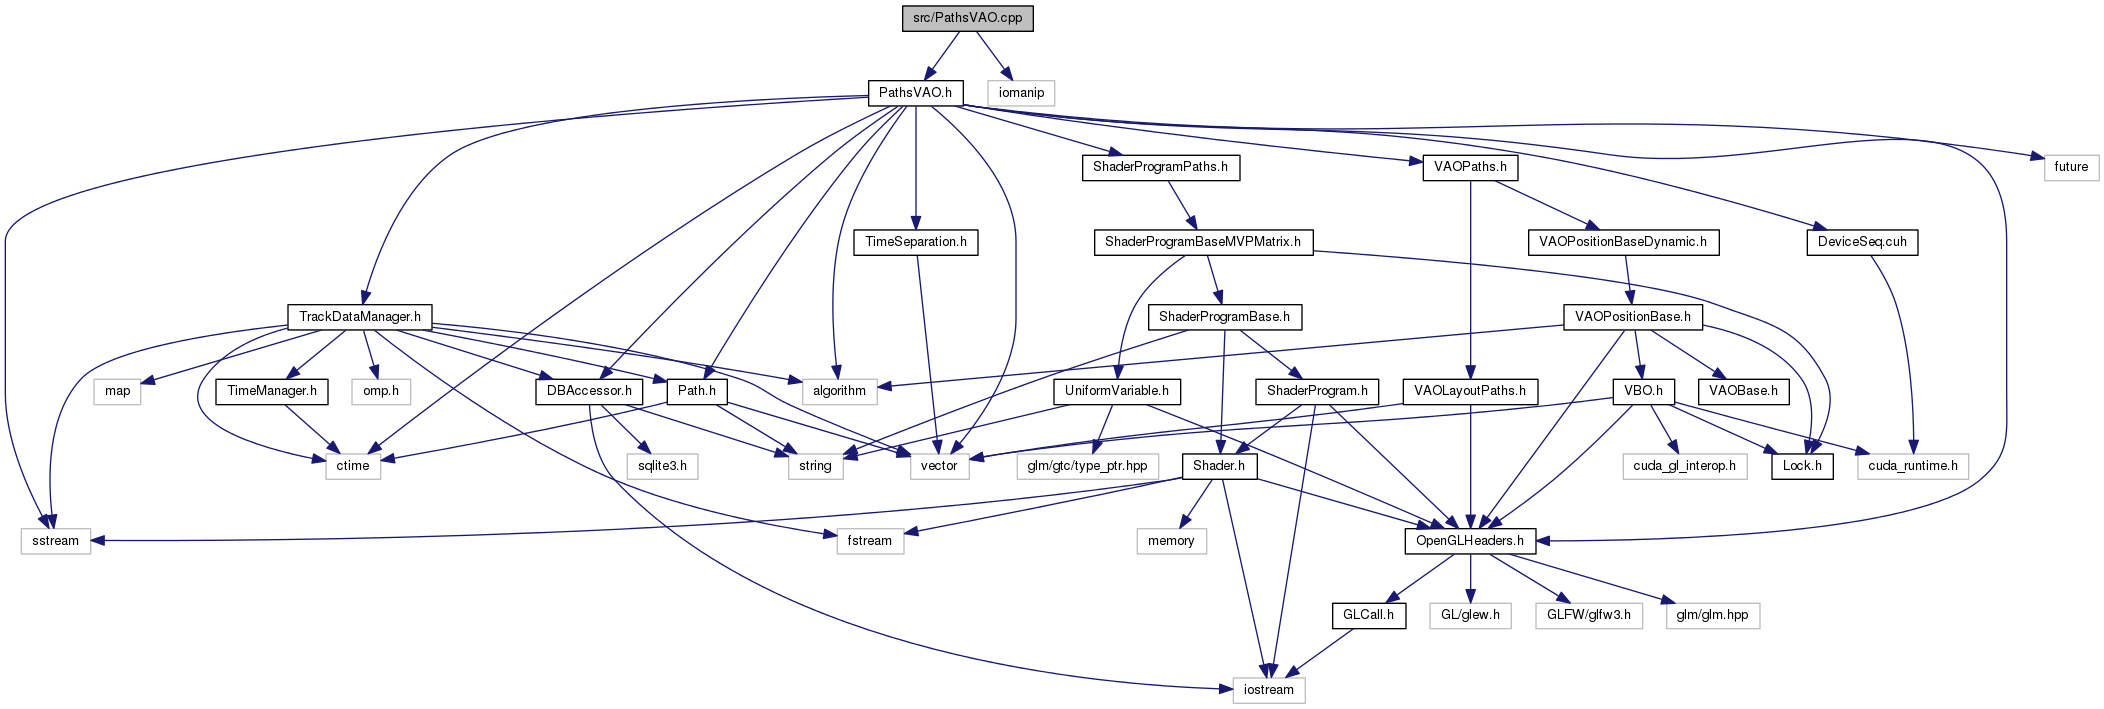 src/PathsVAO.cpp
PathsVAO.h
iomanip
ShaderProgramPaths.h
VAOPaths.h
future
TimeSeparation.h
ShaderProgramBaseMVPMatrix.h
VAOPositionBaseDynamic.h
DeviceSeq.cuh
TrackDataManager.h
ShaderProgramBase.h
VAOPositionBase.h
map
TimeManager.h
omp.h
DBAccessor.h
Path.h
algorithm
UniformVariable.h
ShaderProgram.h
VAOLayoutPaths.h
VBO.h
VAOBase.h
ctime
sqlite3.h
string
vector
glm/gtc/type_ptr.hpp
Shader.h
cuda_gl_interop.h
Lock.h
cuda_runtime.h
sstream
fstream
memory
OpenGLHeaders.h
GLCall.h
GL/glew.h
GLFW/glfw3.h
glm/glm.hpp
iostream